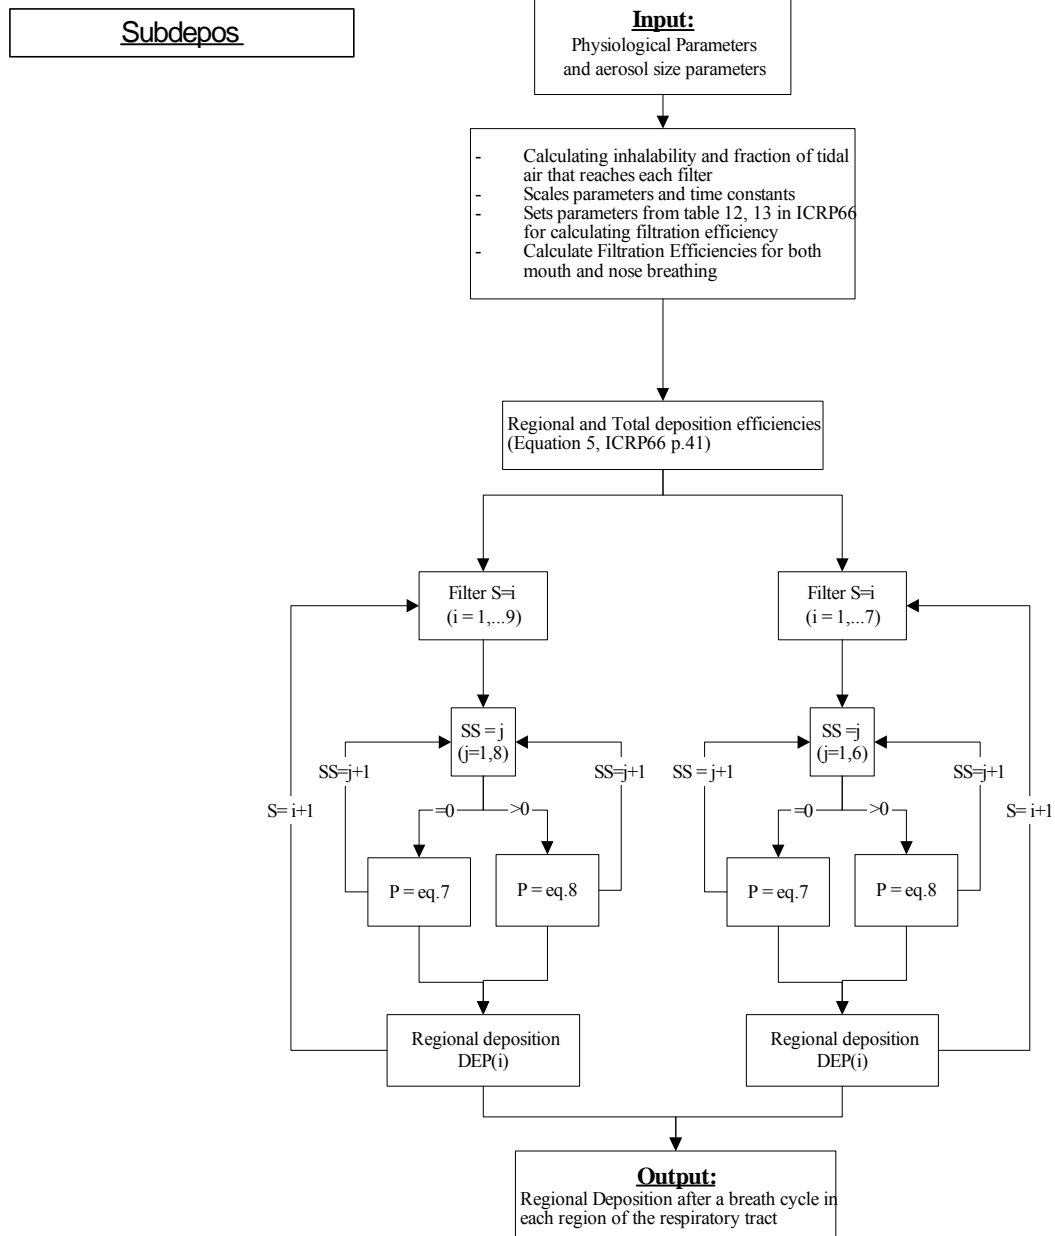 Subdepos
Input:
Physiological Parameters
and aerosol size parameters
- Calculating inhalability and fraction of tidal
air that reaches each filter
- Scales parameters and time constants
- Sets parameters from table 12, 13 in ICRP66
for calculating filtration efficiency
- Calculate Filtration Efficiencies for both
mouth and nose breathing
Regional and Total deposition efficiencies
(Equation 5, ICRP66 p.41)
Filter S=i
(i = 1,...9)
Filter S=i
(i = 1,...7)
SS = j
(j=1,8)
SS =j
(j=1,6)
SS=j+1
SS=j+1
SS = j+1
SS=j+1
S= i+1
=0
>0
=0
>0
S= i+1
P = eq.7
P = eq.8
P = eq.7
P = eq.8
Regional deposition
DEP(i)
Regional deposition
DEP(i)
Output:
Regional Deposition after a breath cycle in
each region of the respiratory tract